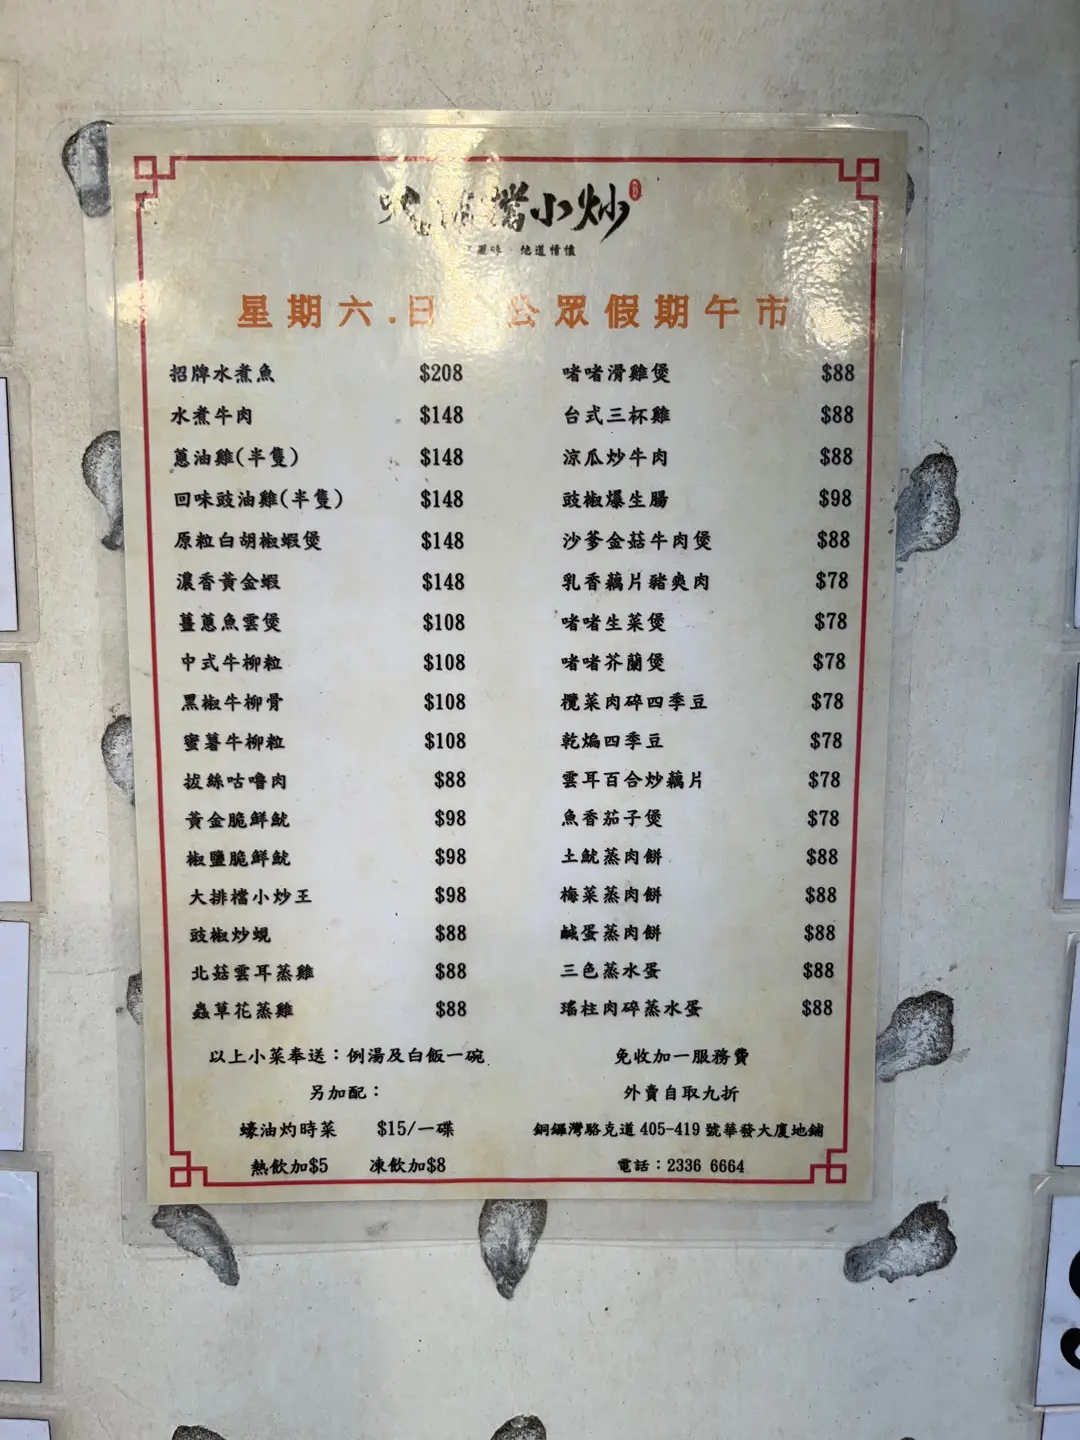 大排檔小炒
味·地道情懷
星期六.日 公眾假期午市
招牌水煮魚 $208
水煮牛肉 $148
蔥油雞(半隻) $148
回味豉油雞(半隻) $148
原粒白胡椒蝦煲 $148
濃香黃金蝦 $148
薑蔥魚雲煲 $108
中式牛柳粒 $108
黑椒牛柳骨 $108
蜜薯牛柳粒 $108
拔絲咕嚕肉 $88
黃金脆鮮魷 $98
椒鹽脆鮮魷 $98
大排檔小炒王 $98
豉椒炒蜆 $88
北菇雲耳蒸雞 $88
蟲草花蒸雞 $88
啫啫滑雞煲 $88
台式三杯雞 $88
涼瓜炒牛肉 $88
豉椒爆生腸 $98
沙爹金菇牛肉煲 $88
乳香藕片豬爽肉 $78
啫啫生菜煲 $78
啫啫芥蘭煲 $78
欖菜肉碎四季豆 $78
乾煸四季豆 $78
雲耳百合炒藕片 $78
魚香茄子煲 $78
土魷蒸肉餅 $88
梅菜蒸肉餅 $88
鹹蛋蒸肉餅 $88
三色蒸水蛋 $88
瑤柱肉碎蒸水蛋 $88
以上小菜奉送：例湯及白飯一碗
另加配：
蠔油灼時菜 $15/一碟
熱飲加$5 凍飲加$8
免收加一服務費
外賣自取九折
銅鑼灣駱克道 405-419 號華發大廈地鋪
電話：2336 6664